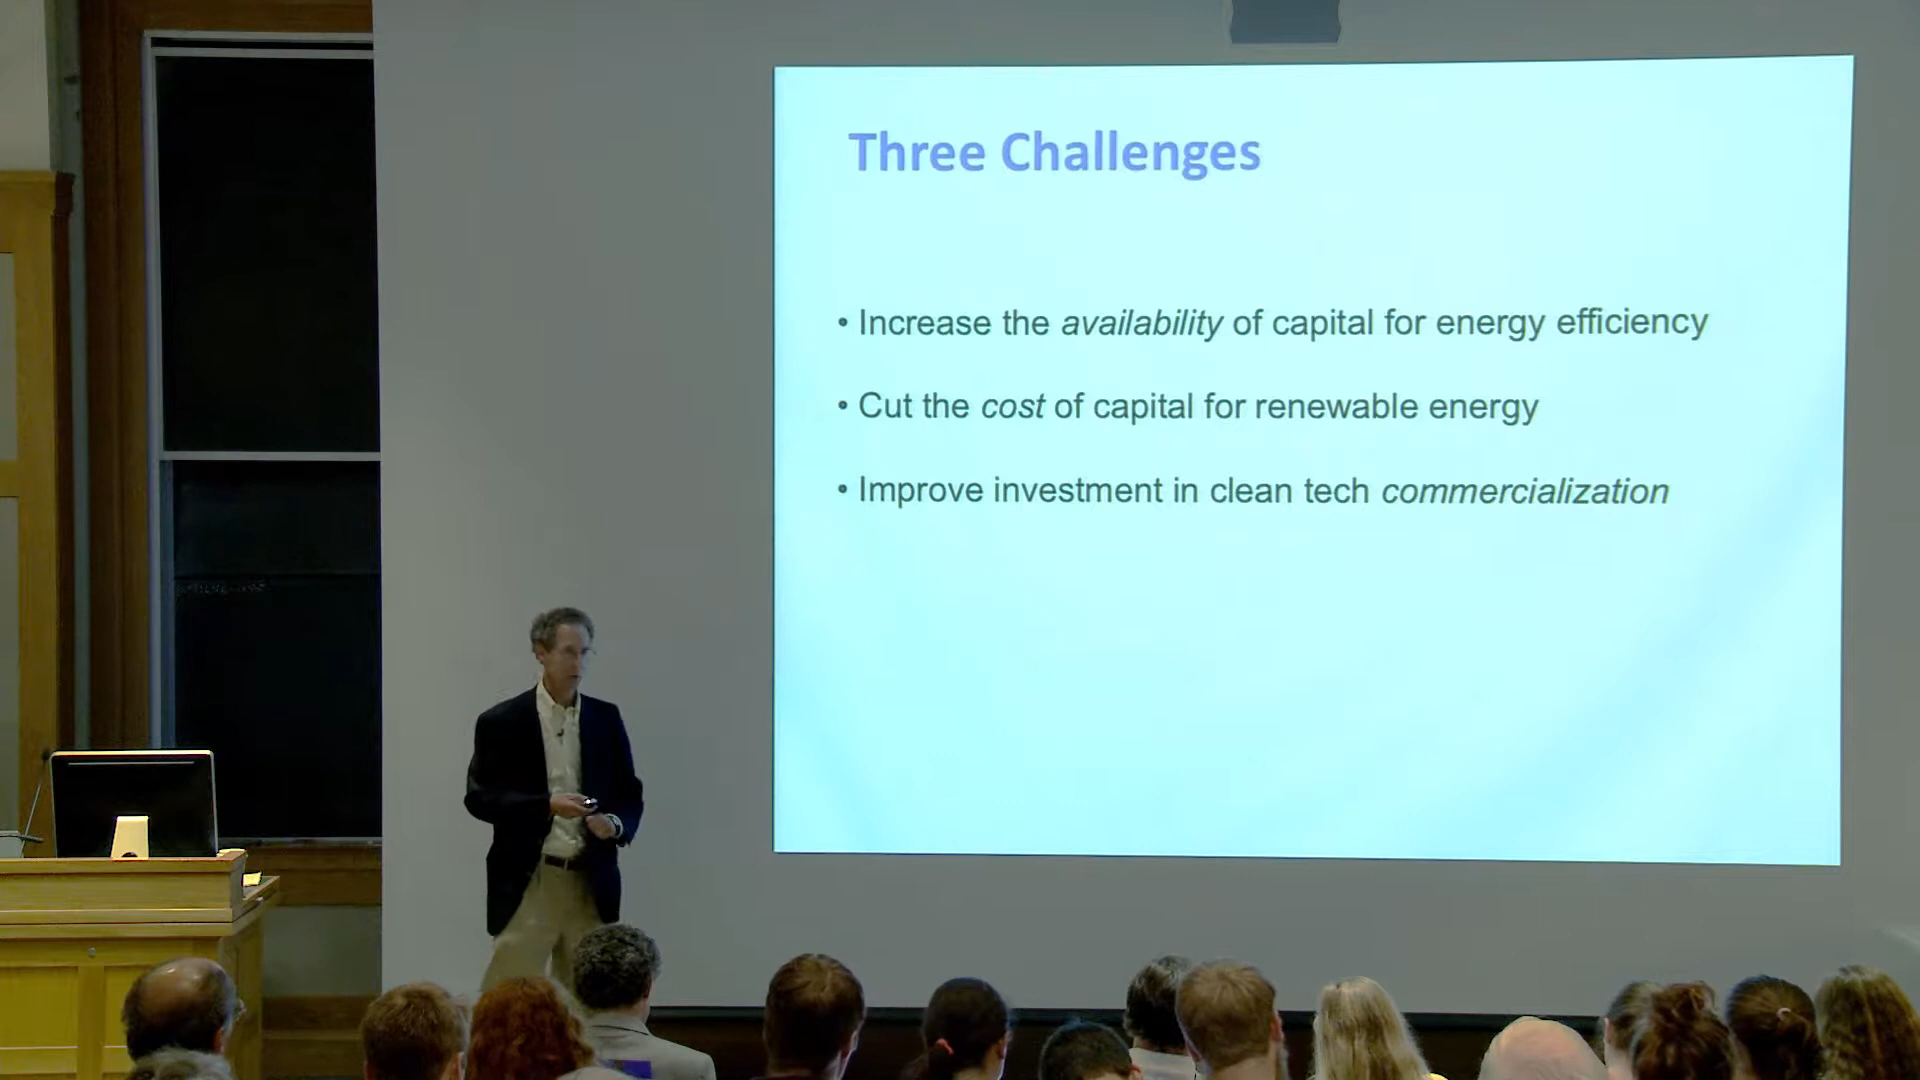 Three Challenges
• Increase the availability of capital for energy efficiency
• Cut the cost of capital for renewable energy
• Improve investment in clean tech commercialization